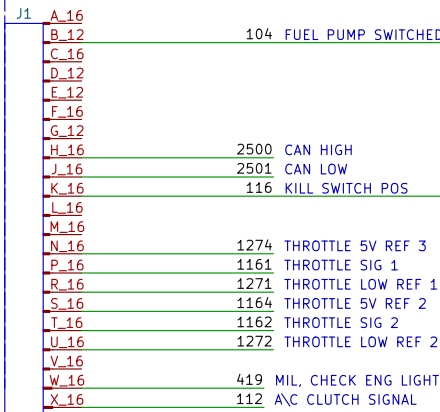 J1 A_16
B_12 104 FUEL PUMP SWITCHED
C_16
D_12
E_12
F_16
G_12
H_16 2500 CAN HIGH
J_16 2501 CAN LOW
K_16 116 KILL SWITCH POS
L_16
M_16
N_16 1274 THROTTLE 5V REF 3
P_16 1161 THROTTLE SIG 1
R_16 1271 THROTTLE LOW REF 1
S_16 1164 THROTTLE 5V REF 2
T_16 1162 THROTTLE SIG 2
U_16 1272 THROTTLE LOW REF 2
V_16
W_16 419 MIL, CHECK ENG LIGHT
X_16 112 A\C CLUTCH SIGNAL